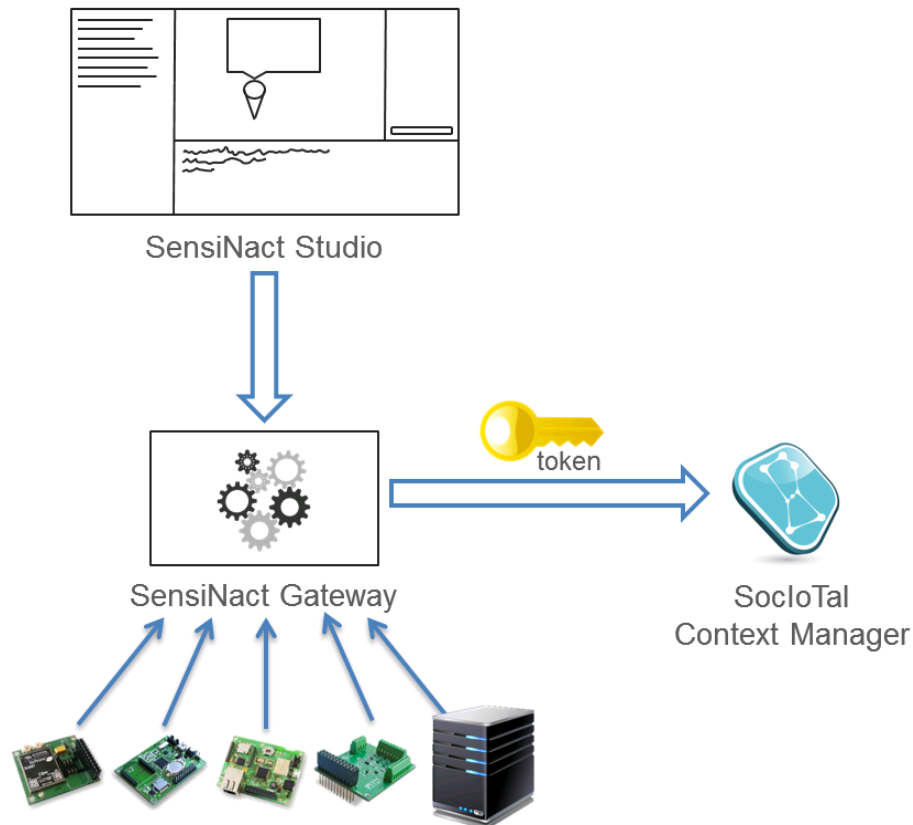 SensiNact Studio
token
SensiNact Gateway
SocIoTal
Context Manager